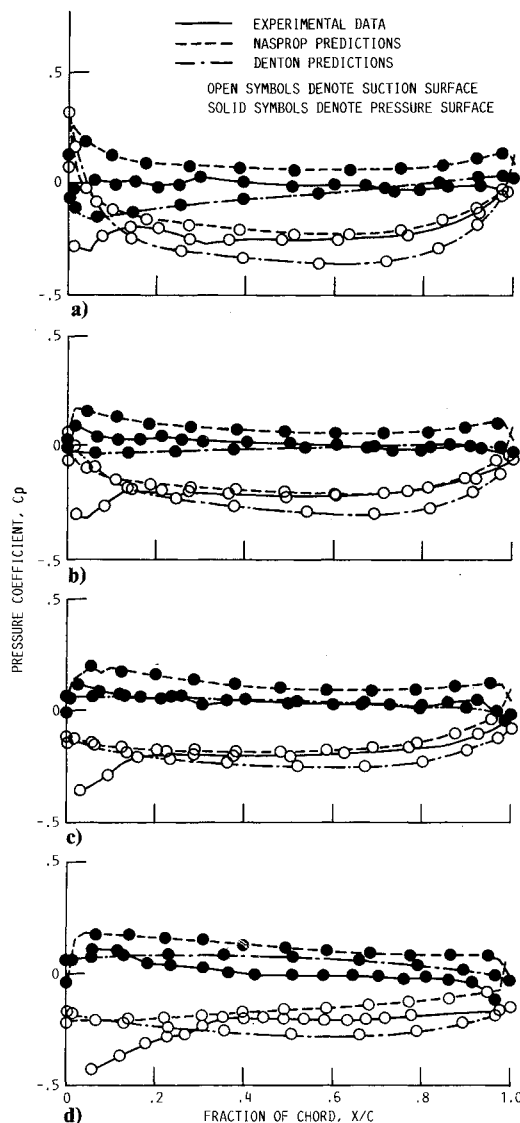 EXPERIMENTAL DATA
NASPROP PREDICTIONS
DENTON PREDICTIONS
OPEN SYMBOLS DENOTE SUCTION SURFACE
SOLID SYMBOLS DENOTE PRESSURE SURFACE
.5
0
-.5
a)
.5
0
-.5
b)
PRESSURE COEFFICIENT, Cp
.5
0
-.5
c)
.5
0
-.5
0 .2 .4 .6 .8 1.0
d)
FRACTION OF CHORD, X/C